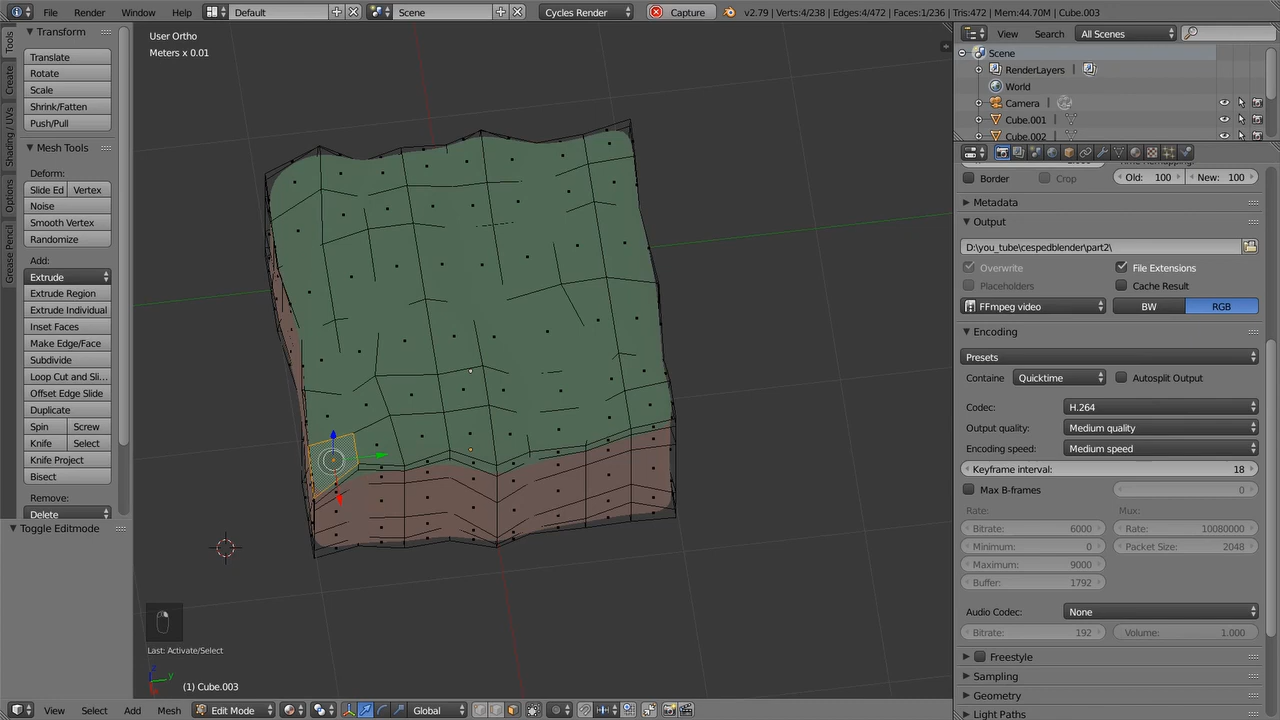 File Render Window Help Default Scene Cycles Render Capture v2.79 | Verts:4/238 | Edges:4/472 | Faces:1/236 | Tris:472 | Mem:44.70M | Cube.003
Tools
Create
Shading / UVs
Options
Grease Pencil
Transform
Translate
Rotate
Scale
Shrink/Fatten
Push/Pull
Mesh Tools
Deform:
Slide Ed Vertex
Noise
Smooth Vertex
Randomize
Add:
Extrude
Extrude Region
Extrude Individual
Inset Faces
Make Edge/Face
Subdivide
Loop Cut and Sli...
Offset Edge Slide
Duplicate
Spin Screw
Knife Select
Knife Project
Bisect
Remove:
Delete
Toggle Editmode
User Ortho
Meters x 0.01
Last: Activate/Select
z
y
(1) Cube.003
View Select Add Mesh Edit Mode Global
View Search All Scenes
Scene
RenderLayers
World
Camera
Cube.001
Cube.002
Border Crop Old: 100 New: 100
Metadata
Output
D:\you_tube\cespedblender\part2\
Overwrite File Extensions
Placeholders Cache Result
FFmpeg video BW RGB
Encoding
Presets
Containe Quicktime Autosplit Output
Codec: H.264
Output quality: Medium quality
Encoding speed: Medium speed
Keyframe interval: 18
Max B-frames 0
Rate: Mux:
Bitrate: 6000 Rate: 10080000
Minimum: 0 Packet Size: 2048
Maximum: 9000
Buffer: 1792
Audio Codec: None
Bitrate: 192 Volume: 1.000
Freestyle
Sampling
Geometry
Light Paths